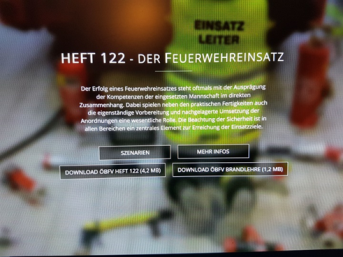 EINSATZ
LEITER
HEFT 122 - DER FEUERWEHREINSATZ
Der Erfolg eines Feuerwehreinsatzes steht oftmals mit der Ausprägung
der Kompetenzen der eingesetzten Mannschaft im direkten
Zusammenhang. Dabei spielen neben den praktischen Fertigkeiten auch
die eigenständige Vorbereitung und nachgelagerte Umsetzung der
Anordnungen eine wesentliche Rolle. Die Beachtung der Sicherheit ist in
allen Bereichen ein zentrales Element zur Erreichung der Einsatzziele.
SZENARIEN MEHR INFOS
DOWNLOAD ÖBFV HEFT 122 (4,2 MB) DOWNLOAD ÖBFV BRANDLEHRE (1,2 MB)